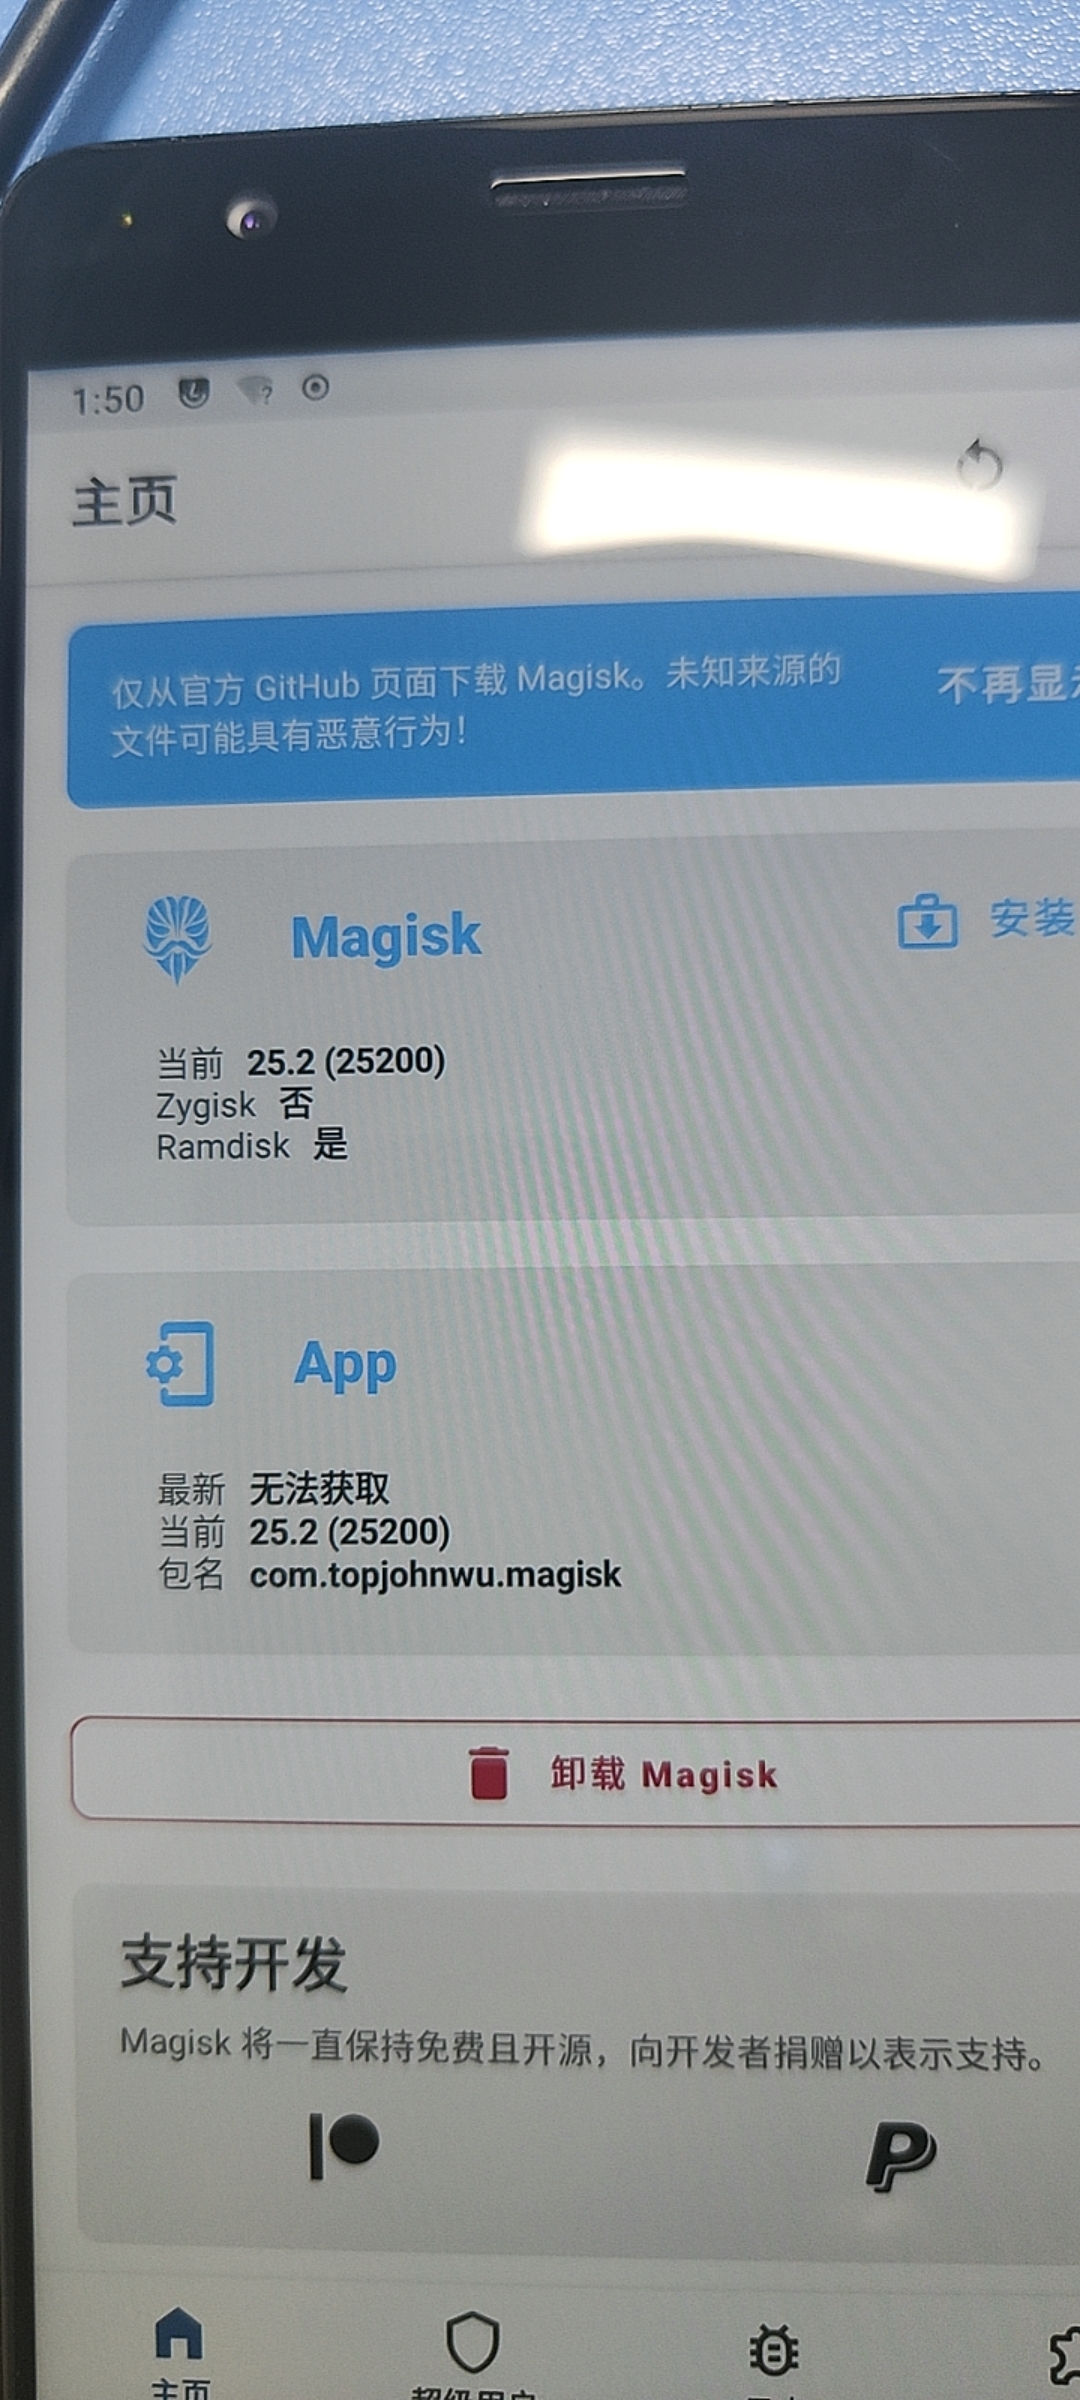 1:50
主页
仅从官方 GitHub 页面下载 Magisk。未知来源的
文件可能具有恶意行为！
不再显
Magisk
安装
当前 25.2 (25200)
Zygisk 否
Ramdisk 是
App
最新 无法获取
当前 25.2 (25200)
包名 com.topjohnwu.magisk
卸载 Magisk
支持开发
Magisk 将一直保持免费且开源，向开发者捐赠以表示支持。
主页
超级用户